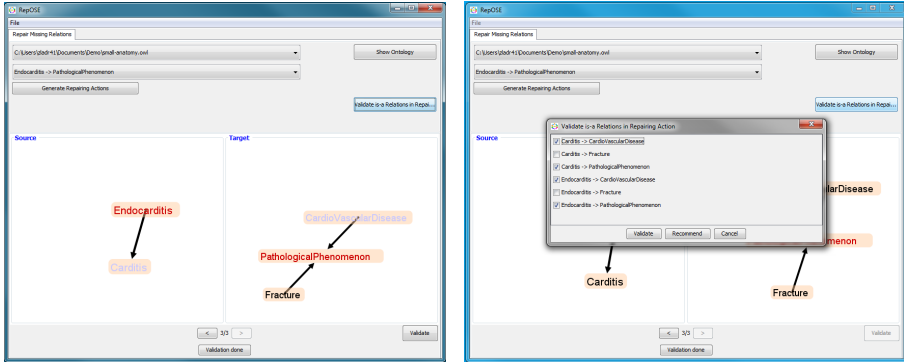 RepOSE
File
Repair Missing Relations
C:\Users\zladr41\Documents\Demo\small-anatomy.owl
Show Ontology
Endocarditis -> PathologicalPhenomenon
Generate Repairing Actions
Validate is-a Relations in Repai...
Source
Target
Endocarditis
CardioVascularDisease
Carditis
PathologicalPhenomenon
Fracture
< 3/3 >
Validate
Validation done
RepOSE
File
Repair Missing Relations
C:\Users\zladr41\Documents\Demo\small-anatomy.owl
Show Ontology
Endocarditis -> PathologicalPhenomenon
Generate Repairing Actions
Validate is-a Relations in Repai...
Source
Validate is-a Relations in Repairing Action
Carditis -> CardioVascularDisease
Carditis -> Fracture
Carditis -> PathologicalPhenomenon
Endocarditis -> CardioVascularDisease
Endocarditis -> Fracture
Endocarditis -> PathologicalPhenomenon
Validate Recommend Cancel
larDisease
menon
Carditis
Fracture
< 3/3 >
Validate
Validation done